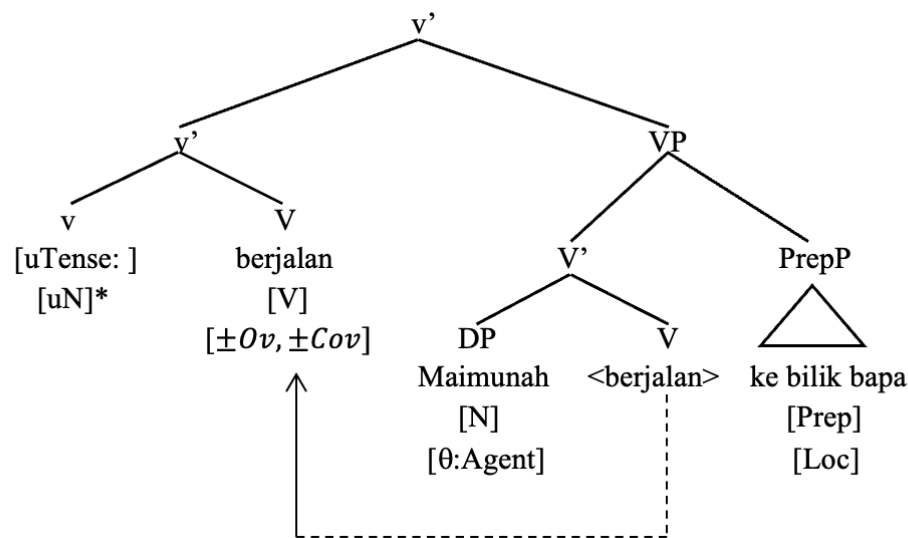 v’
v’ VP
v V
[uTense: ] berjalan V’ PrepP
[uN]* [V]
[±Ov, ±Cov] DP V
Maimunah <berjalan> ke bilik bapa
[N] [Prep]
[θ:Agent] [Loc]